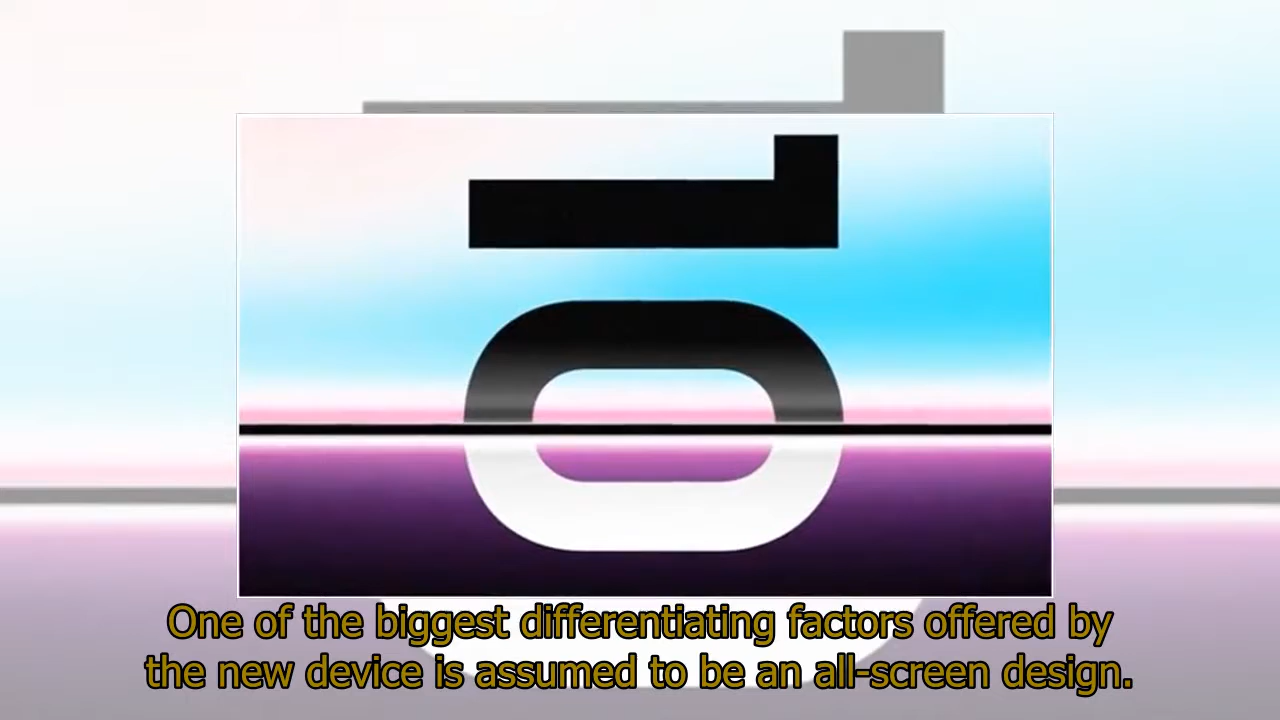 10
One of the biggest differentiating factors offered by
the new device is assumed to be an all-screen design.